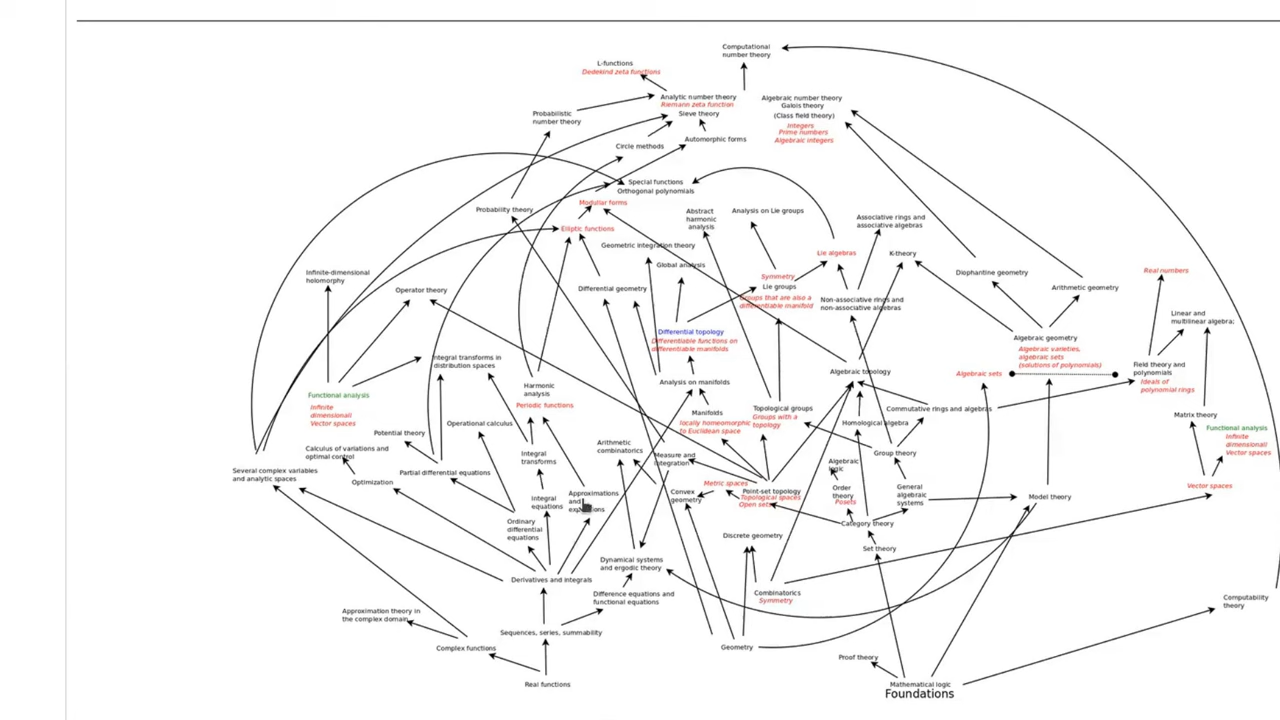 Computational
number theory
L-functions
Dedekind zeta functions
Analytic number theory
Riemann zeta function
Sieve theory
Algebraic number theory
Galois theory
(Class field theory)
Integers
Prime numbers
Algebraic integers
Probabilistic
number theory
Automorphic forms
Circle methods
Special functions
Orthogonal polynomials
Modullar forms
Probability theory
Abstract
harmonic
analysis
Analysis on Lie groups
Associative rings and
associative algebras
Elliptic functions
Geometric integration theory
Global analysis
Lie algebras
K-theory
Infinite-dimensional
holomorphy
Operator theory
Differential geometry
Symmetry
Lie groups
Groups that are also a
differentiable manifold
Non-associative rings and
non-associative algebras
Diophantine geometry
Arithmetic geometry
Real numbers
Linear and
multilinear algebra;
Differential topology
Differentiable functions on
differentiable manifolds
Algebraic geometry
Algebraic varieties,
algebraic sets
(solutions of polynomials)
Integral transforms in
distribution spaces
Algebraic topology
Algebraic sets
Field theory and
polynomials
Ideals of
polynomial rings
Functional analysis
Infinite
dimensionall
Vector spaces
Harmonic
analysis
Periodic functions
Analysis on manifolds
Manifolds
locally homeomorphic
to Euclidean space
Topological groups
Groups with a
topology
Commutative rings and algebras
Homological algebra
Matrix theory
Functional analysis
Infinite
dimensionall
Vector spaces
Potential theory
Operational calculus
Calculus of variations and
optimal control
Arithmetic
combinatorics
Measure and
integration
Integral
transforms
Group theory
Algebraic
logic
Several complex variables
and analytic spaces
Partial differential equations
Optimization
Metric spaces
Point-set topology
Topological spaces
Open sets
Convex
geometry
Order
theory
Posets
General
algebraic
systems
Model theory
Vector spaces
Integral
equations
Approximations
and
Ordinary
differential
equations
Category theory
Discrete geometry
Set theory
Derivatives and integrals
Dynamical systems
and ergodic theory
Combinatorics
Symmetry
Difference equations and
functional equations
Computability
theory
Approximation theory in
the complex domain
Sequences, series, summability
Complex functions
Geometry
Proof theory
Real functions
Mathematical logic
Foundations